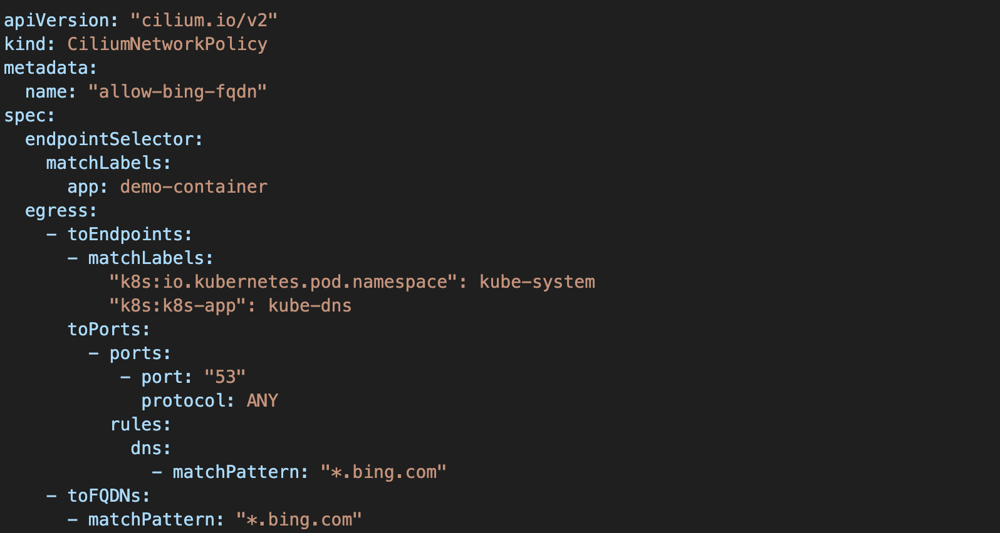 apiVersion: "cilium.io/v2"
kind: CiliumNetworkPolicy
metadata:
  name: "allow-bing-fqdn"
spec:
  endpointSelector:
    matchLabels:
      app: demo-container
  egress:
    - toEndpoints:
      - matchLabels:
          "k8s:io.kubernetes.pod.namespace": kube-system
          "k8s:k8s-app": kube-dns
      toPorts:
        - ports:
           - port: "53"
             protocol: ANY
          rules:
            dns:
              - matchPattern: "*.bing.com"
    - toFQDNs:
      - matchPattern: "*.bing.com"